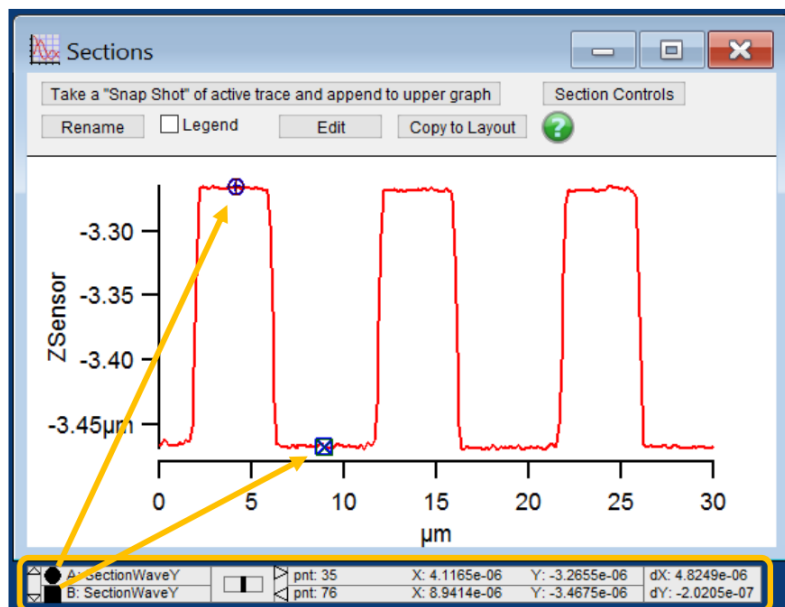 Sections
Take a "Snap Shot" of active trace and append to upper graph Section Controls
Rename Legend Edit Copy to Layout ?
-3.30
-3.35
-3.40
-3.45µm
ZSensor
0 5 10 15 20 25 30
µm
A: SectionWaveY pnt: 35 X: 4.1165e-06 Y: -3.2655e-06 dX: 4.8249e-06
B: SectionWaveY pnt: 76 X: 8.9414e-06 Y: -3.4675e-06 dY: -2.0205e-07